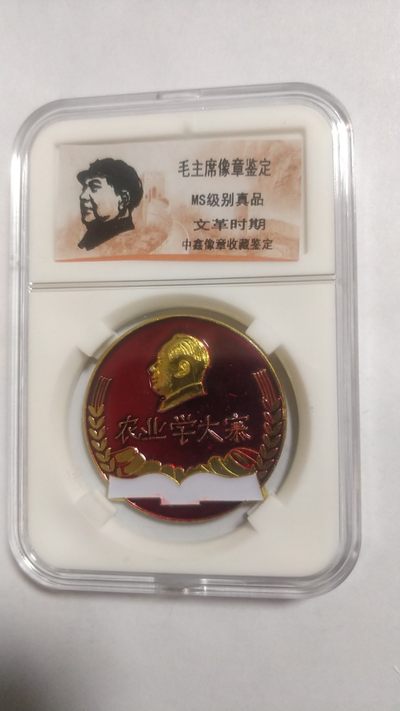 毛主席像章鉴定
MS级别真品
文革时期
中鑫像章收藏鉴定
农业学大寨